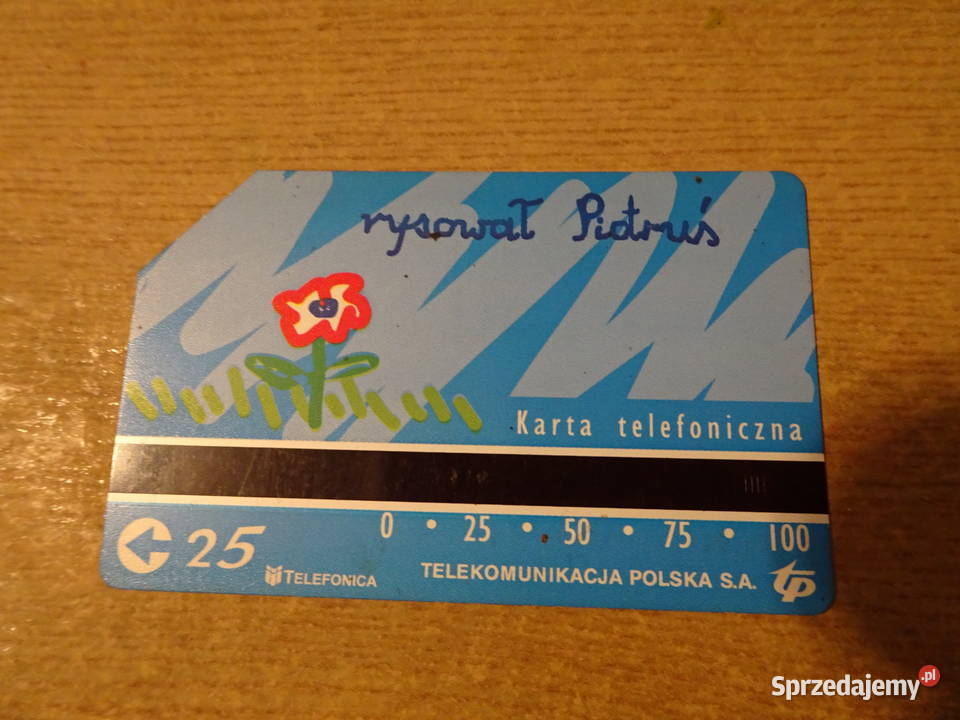 rysował Piotruś
Karta telefoniczna
0 • 25 • 50 • 75 • 100
25
TELEFONICA
TELEKOMUNIKACJA POLSKA S.A. tp
Sprzedajemy.pl